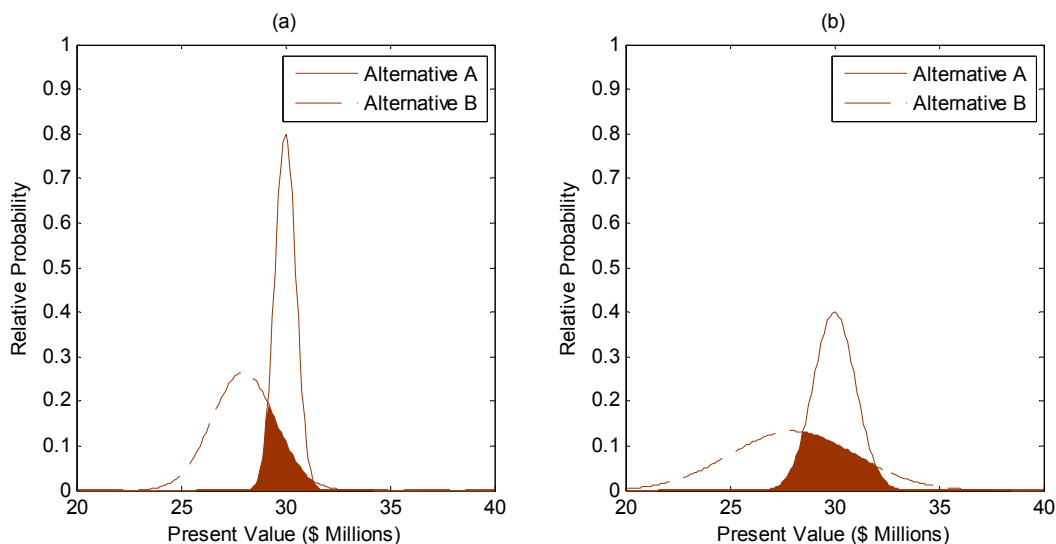 (a)
1
0.9
0.8
0.7
0.6
0.5
0.4
0.3
0.2
0.1
0
Relative Probability
Alternative A
Alternative B
20 25 30 35 40
Present Value ($ Millions)
(b)
1
0.9
0.8
0.7
0.6
0.5
0.4
0.3
0.2
0.1
0
Relative Probability
Alternative A
Alternative B
20 25 30 35 40
Present Value ($ Millions)